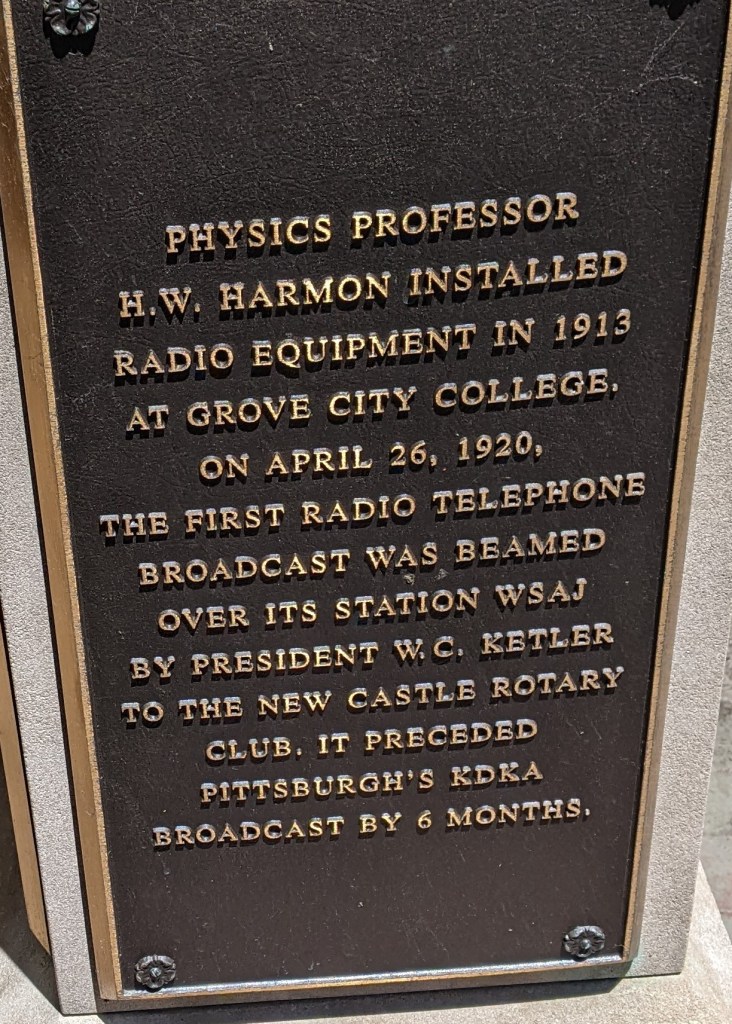 PHYSICS PROFESSOR
H.W. HARMON INSTALLED
RADIO EQUIPMENT IN 1913
AT GROVE CITY COLLEGE.
ON APRIL 26, 1920,
THE FIRST RADIO TELEPHONE
BROADCAST WAS BEAMED
OVER ITS STATION WSAJ
BY PRESIDENT W.C. KETLER
TO THE NEW CASTLE ROTARY
CLUB. IT PRECEDED
PITTSBURGH'S KDKA
BROADCAST BY 6 MONTHS.